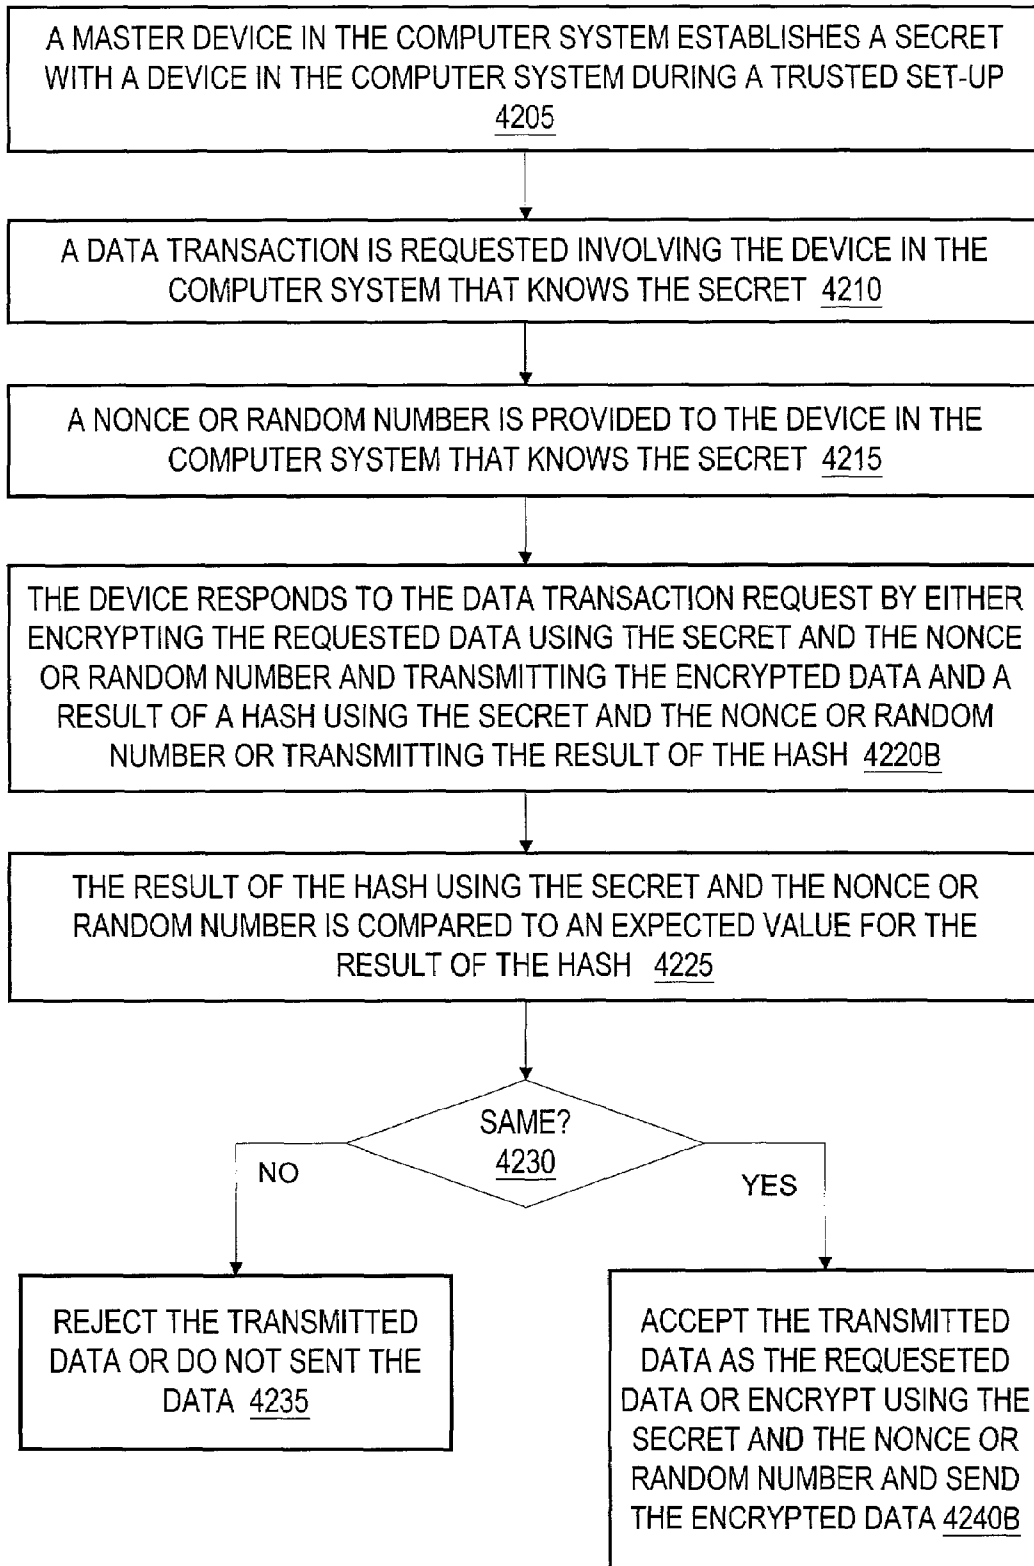 A MASTER DEVICE IN THE COMPUTER SYSTEM ESTABLISHES A SECRET
WITH A DEVICE IN THE COMPUTER SYSTEM DURING A TRUSTED SET-UP
4205
A DATA TRANSACTION IS REQUESTED INVOLVING THE DEVICE IN THE
COMPUTER SYSTEM THAT KNOWS THE SECRET 4210
A NONCE OR RANDOM NUMBER IS PROVIDED TO THE DEVICE IN THE
COMPUTER SYSTEM THAT KNOWS THE SECRET 4215
THE DEVICE RESPONDS TO THE DATA TRANSACTION REQUEST BY EITHER
ENCRYPTING THE REQUESTED DATA USING THE SECRET AND THE NONCE
OR RANDOM NUMBER AND TRANSMITTING THE ENCRYPTED DATA AND A
RESULT OF A HASH USING THE SECRET AND THE NONCE OR RANDOM
NUMBER OR TRANSMITTING THE RESULT OF THE HASH 4220B
THE RESULT OF THE HASH USING THE SECRET AND THE NONCE OR
RANDOM NUMBER IS COMPARED TO AN EXPECTED VALUE FOR THE
RESULT OF THE HASH 4225
SAME?
4230
NO
YES
REJECT THE TRANSMITTED
DATA OR DO NOT SENT THE
DATA 4235
ACCEPT THE TRANSMITTED
DATA AS THE REQUESETED
DATA OR ENCRYPT USING THE
SECRET AND THE NONCE OR
RANDOM NUMBER AND SEND
THE ENCRYPTED DATA 4240B